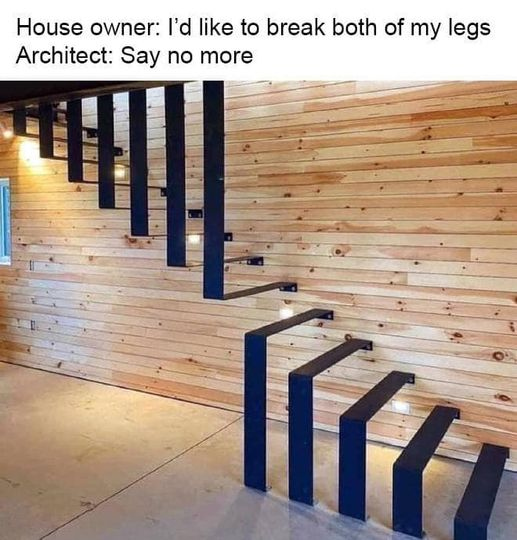 House owner: I’d like to break both of my legs
Architect: Say no more